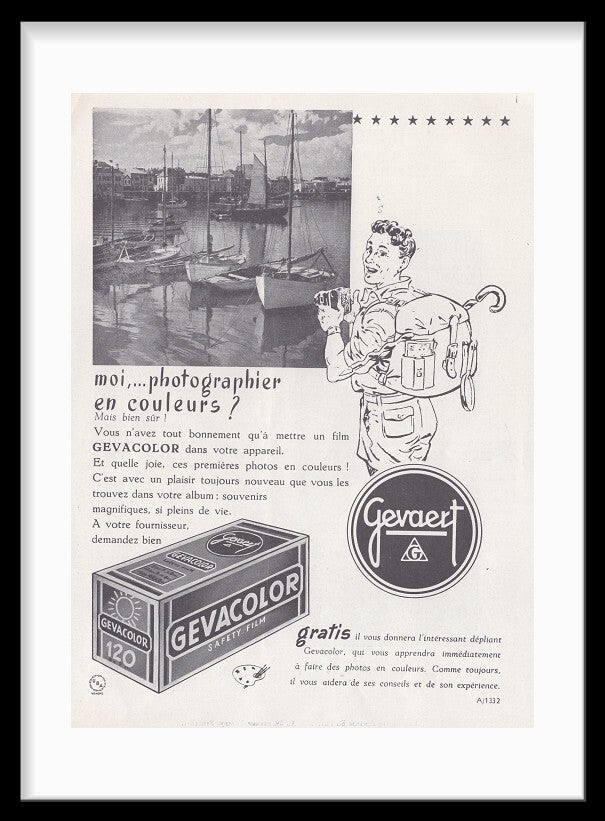 moi,...photographier
en couleurs ?
Mais bien sûr !
Vous n'avez tout bonnement qu'à mettre un film
GEVACOLOR dans votre appareil.
Et quelle joie, ces premières photos en couleurs !
C'est avec un plaisir toujours nouveau que vous les
trouvez dans votre album : souvenirs
magnifiques, si pleins de vie.
A votre fournisseur,
demandez bien
Gevaert
G
Gevaert
GEVACOLOR
GEVACOLOR
SAFETY FILM
GEVACOLOR
120
gratis il vous donnera l'intéressant dépliant
Gevacolor, qui vous apprendra immédiatement
à faire des photos en couleurs. Comme toujours,
il vous aidera de ses conseils et de son expérience.
A/1332